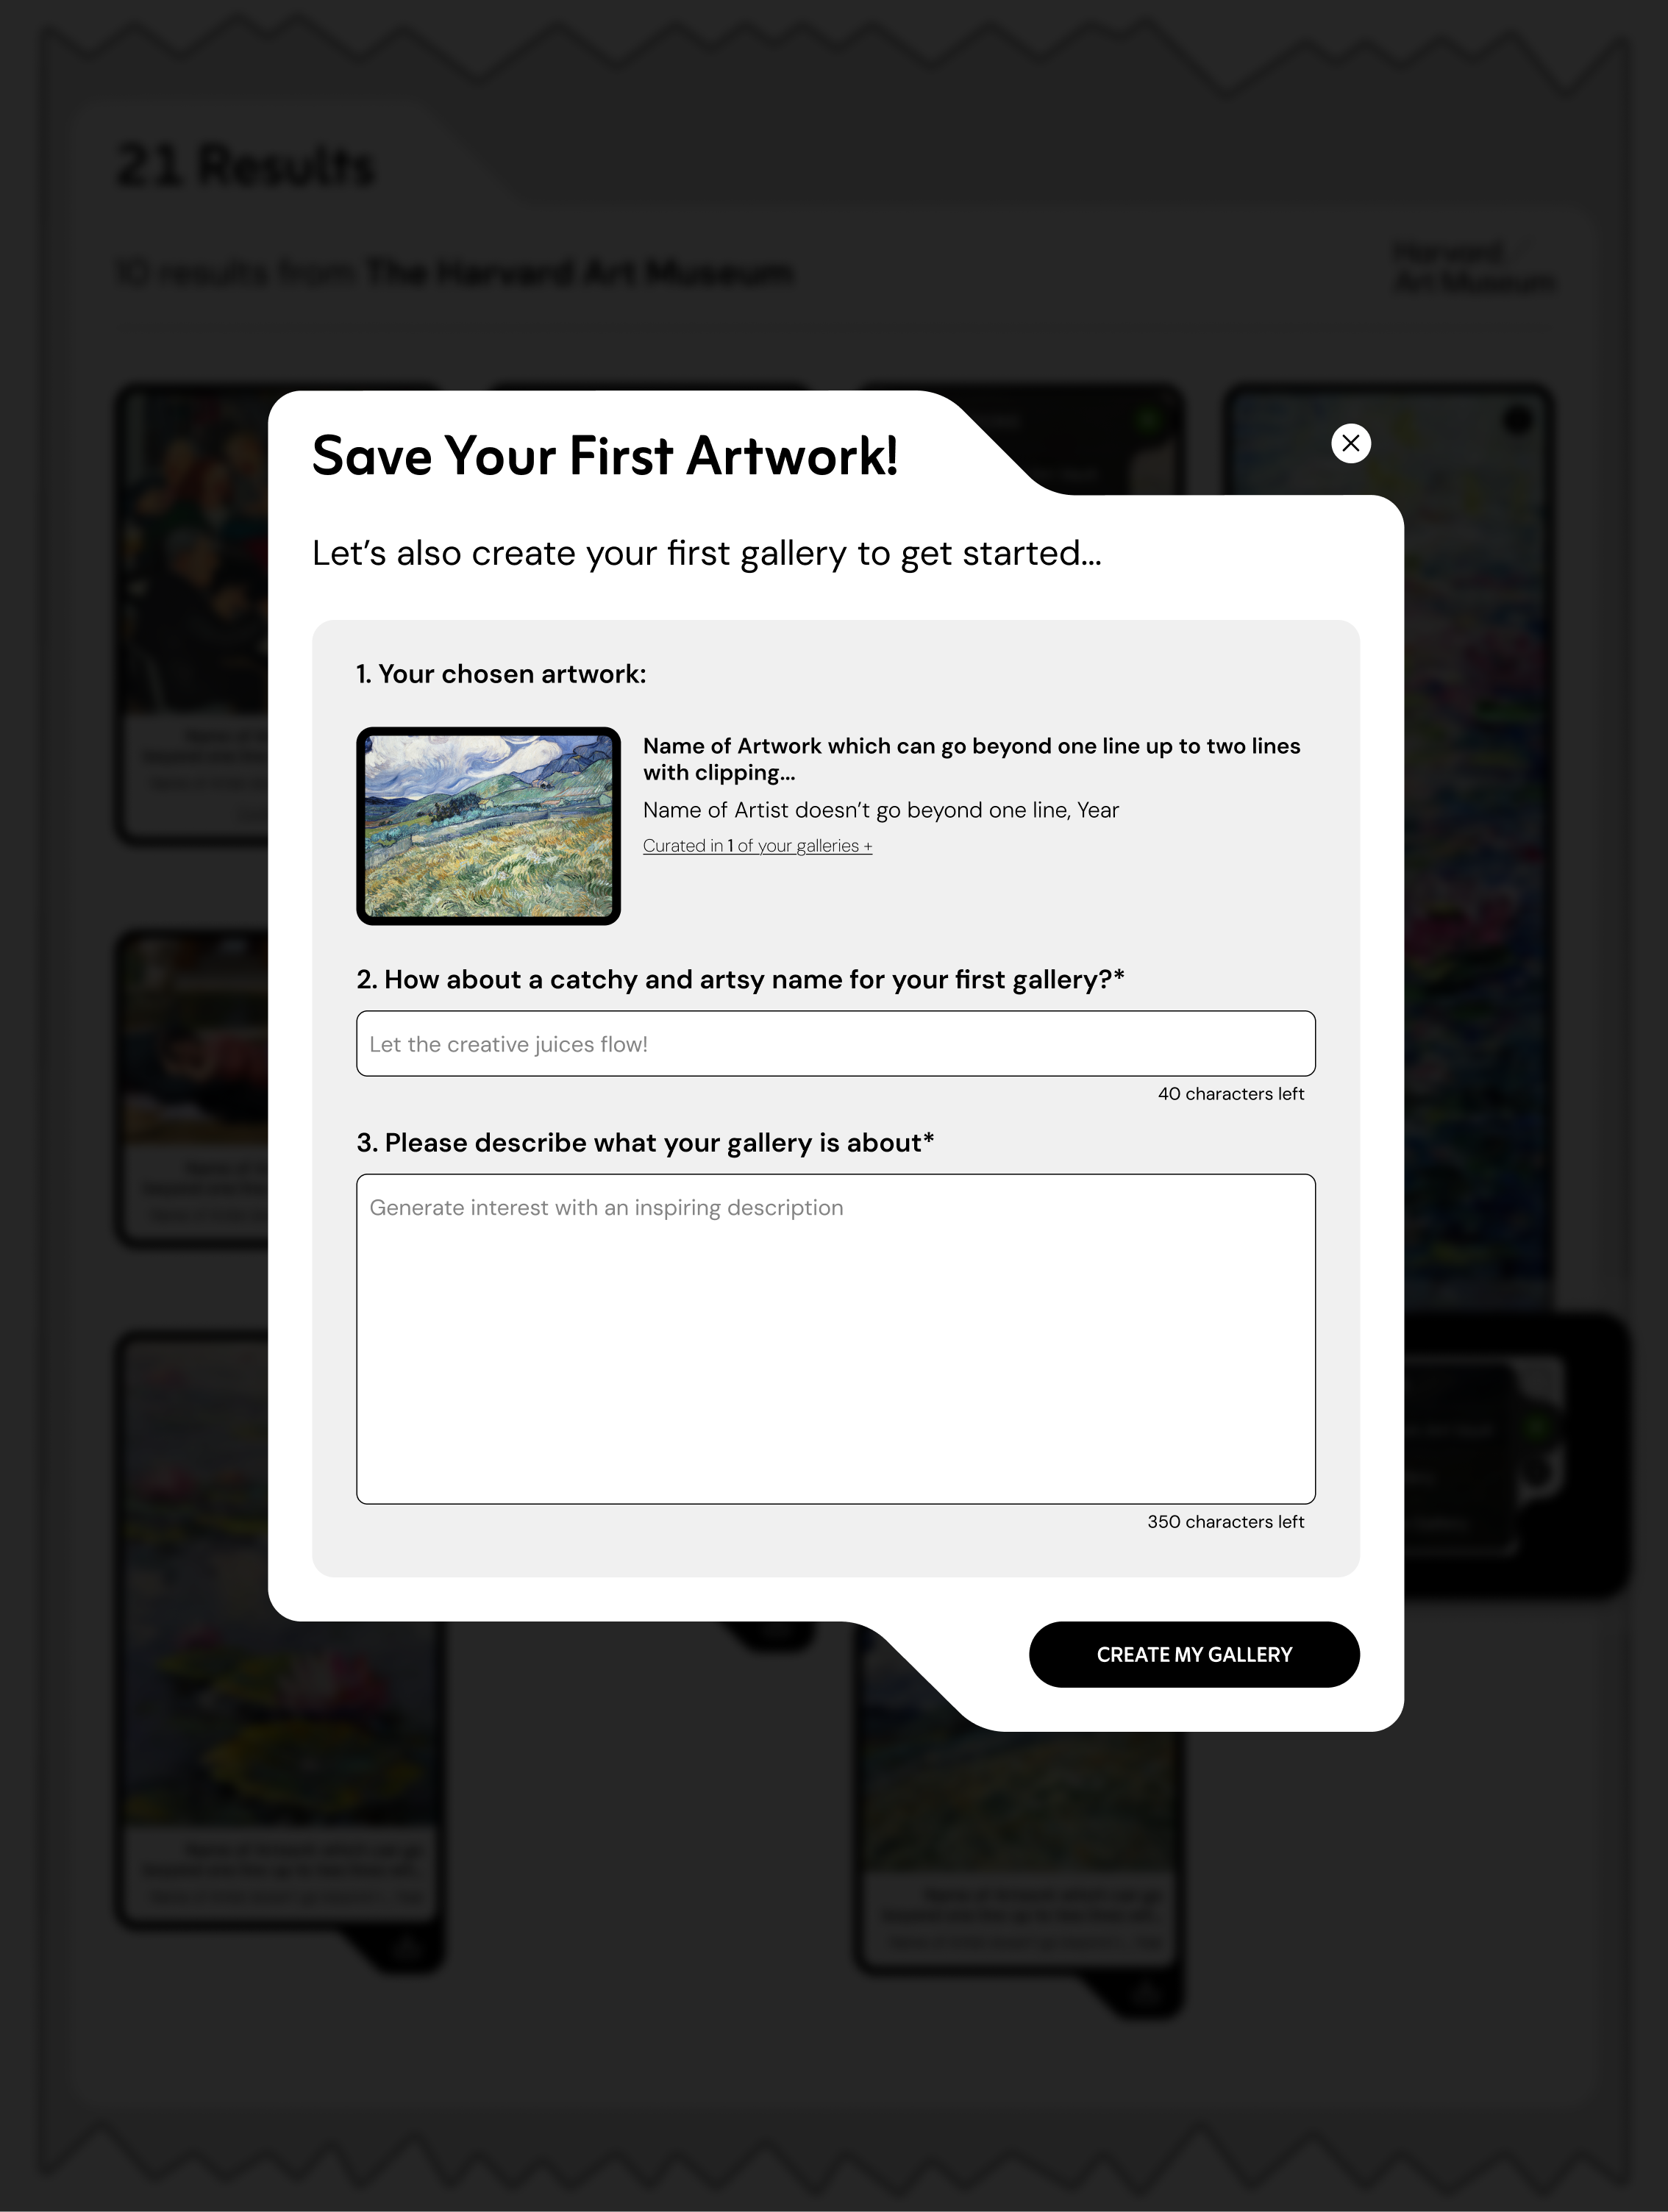 21 Results
10 results from The Harvard Art Museum
Harvard
Art Museum
Save Your First Artwork!
Let’s also create your first gallery to get started...
1. Your chosen artwork:
Name of Artwork which can go beyond one line up to two lines
with clipping...
Name of Artist doesn’t go beyond one line, Year
Curated in 1 of your galleries +
2. How about a catchy and artsy name for your first gallery?*
Let the creative juices flow!
40 characters left
3. Please describe what your gallery is about*
Generate interest with an inspiring description
350 characters left
CREATE MY GALLERY